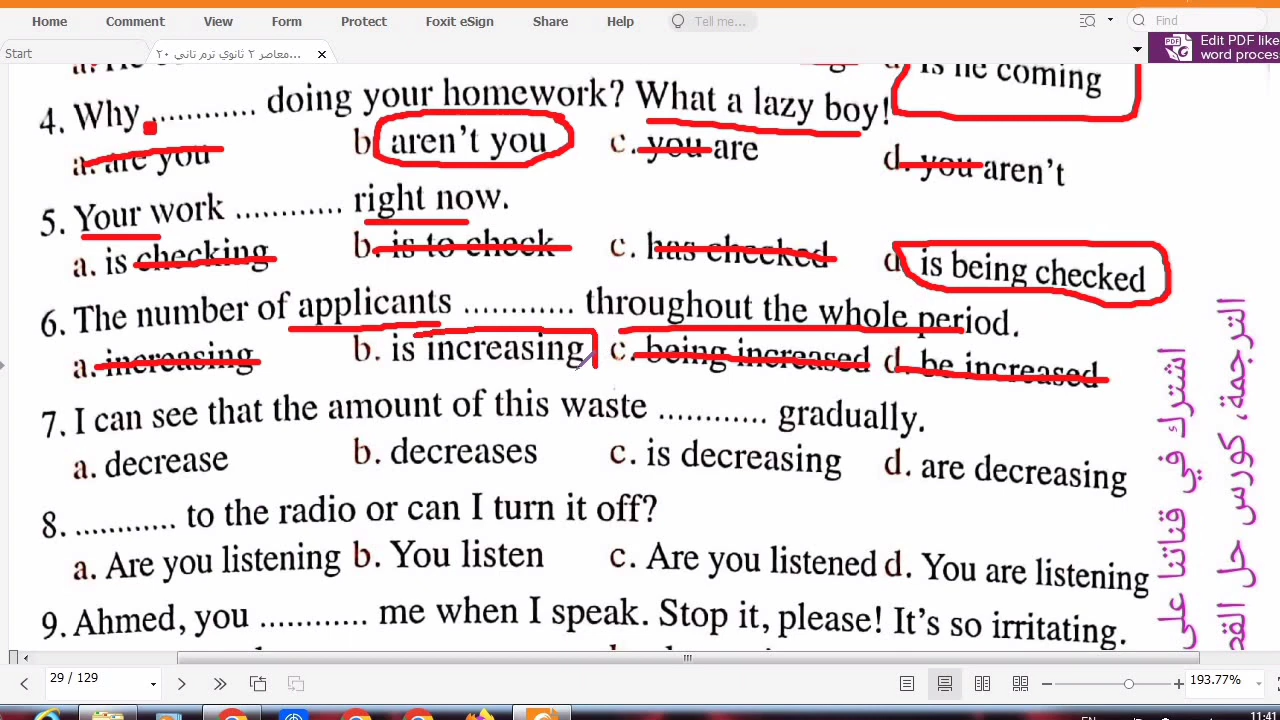 Home Comment View Form Protect Foxit eSign Share Help Tell me... Find
Start
...معاصر ٢ ثانوي ترم تاني ٢٠
Edit PDF like
word proces
is he coming
4. Why ............ doing your homework? What a lazy boy!
a. are you b. aren't you c. you are d. you aren't
5. Your work ............ right now.
a. is checking b. is to check c. has checked d. is being checked
6. The number of applicants ............ throughout the whole period.
a. increasing b. is increasing c. being increased d. be increased
7. I can see that the amount of this waste ............ gradually.
a. decrease b. decreases c. is decreasing d. are decreasing
8. ............ to the radio or can I turn it off?
a. Are you listening b. You listen c. Are you listened d. You are listening
9. Ahmed, you ............ me when I speak. Stop it, please! It's so irritating.
اشترك في قناتنا على
الترجمة، كورس حل القص
29 / 129
193.77%
EN
11:41